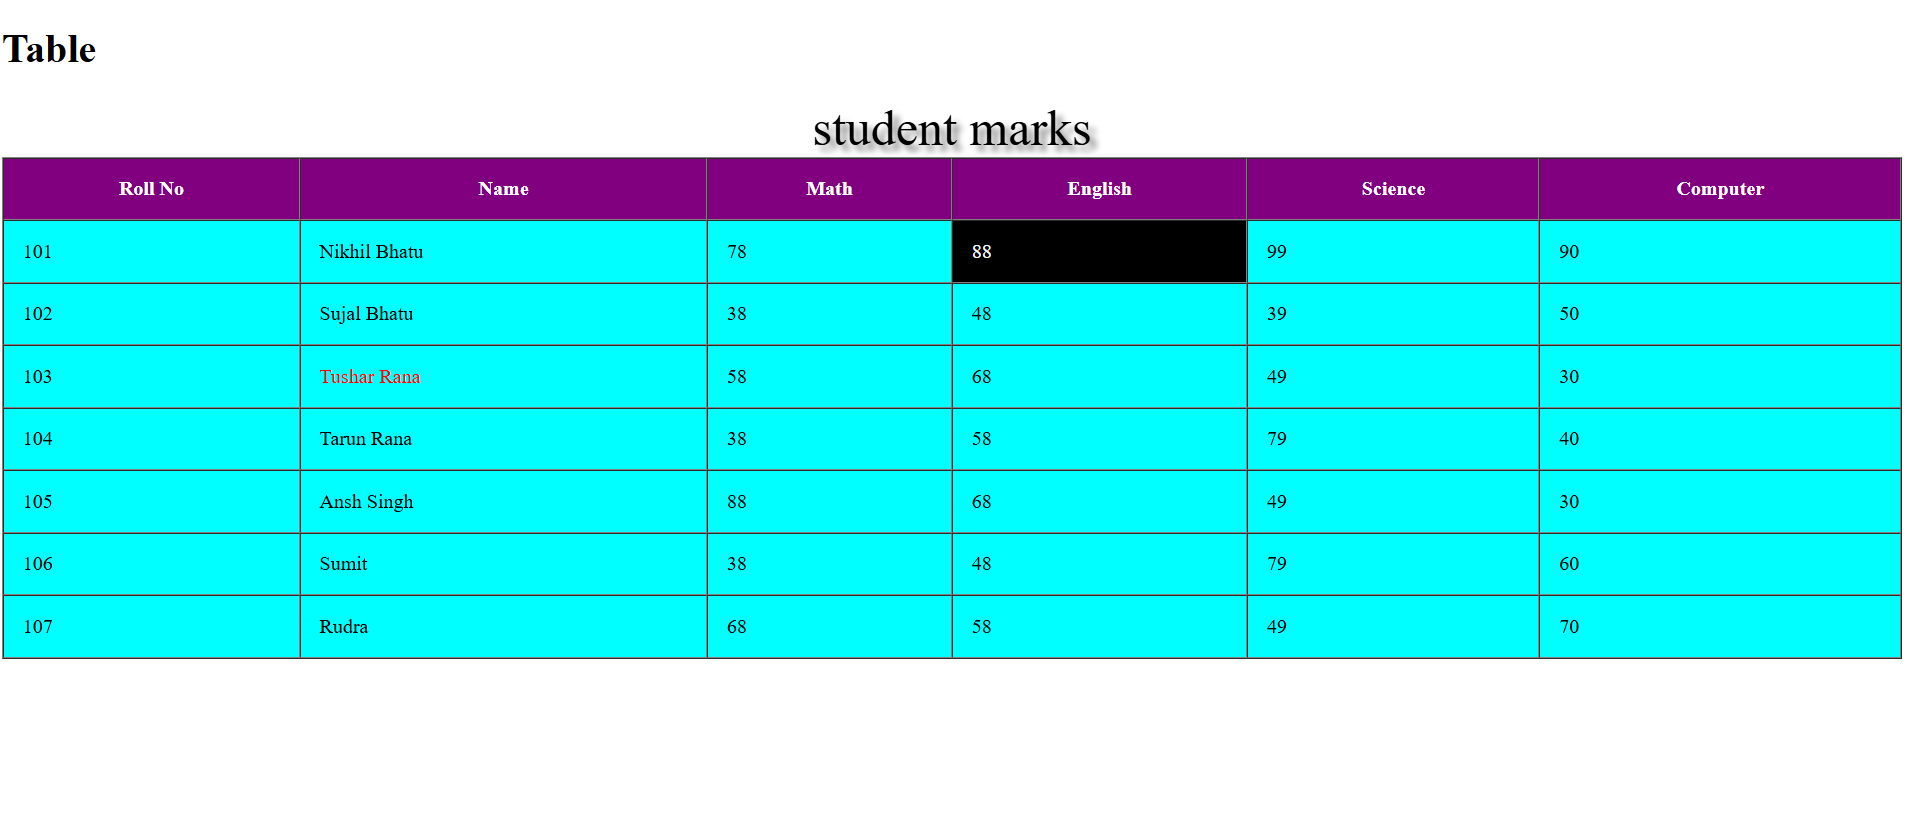 Table
student marks
Roll No Name Math English Science Computer
101 Nikhil Bhatu 78 88 99 90
102 Sujal Bhatu 38 48 39 50
103 Tushar Rana 58 68 49 30
104 Tarun Rana 38 58 79 40
105 Ansh Singh 88 68 49 30
106 Sumit 38 48 79 60
107 Rudra 68 58 49 70